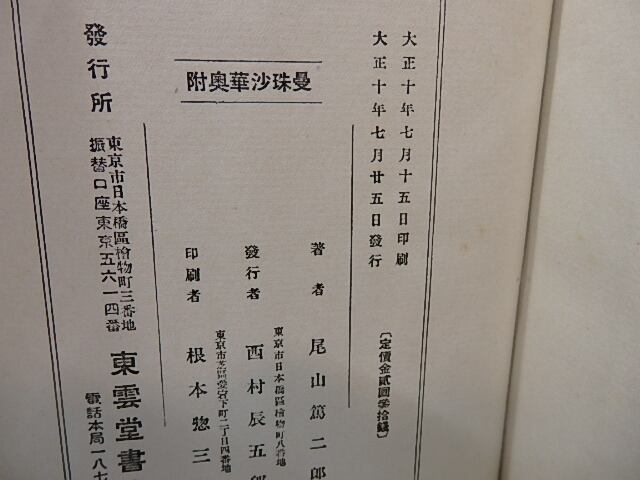 大正十年七月十五日印刷
大正十年七月廿五日發行
〔定價金貳圓參拾錢〕
曼珠沙華奧附
著者 尾山篤二郎
發行者 東京市日本橋區檜物町八番地
西村辰五
印刷者 東京市芝區愛宕下町二丁目四番地
根本惣三
發行所
東京市日本橋區檜物町三番地
振替口座東京五六一四番
東雲堂書
電話本局一八七